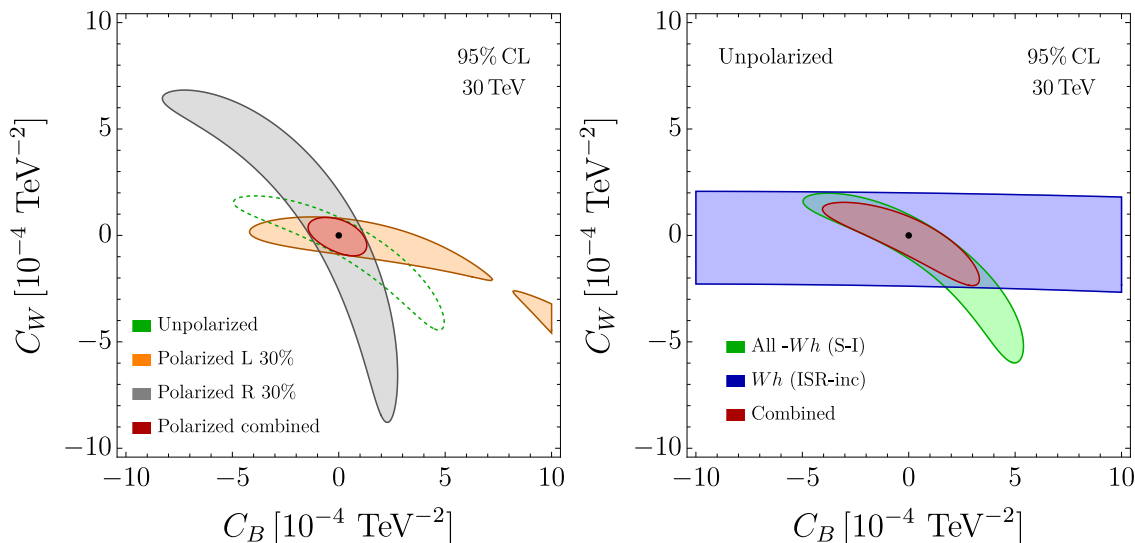 95% CL
30 TeV
C_W [10⁻⁴ TeV⁻²]
10
5
0
−5
−10
Unpolarized
Polarized L 30%
Polarized R 30%
Polarized combined
−10
−5
0
5
10
C_B [10⁻⁴ TeV⁻²]
Unpolarized
95% CL
30 TeV
C_W [10⁻⁴ TeV⁻²]
10
5
0
−5
−10
All -Wh (S-I)
Wh (ISR-inc)
Combined
−10
−5
0
5
10
C_B [10⁻⁴ TeV⁻²]